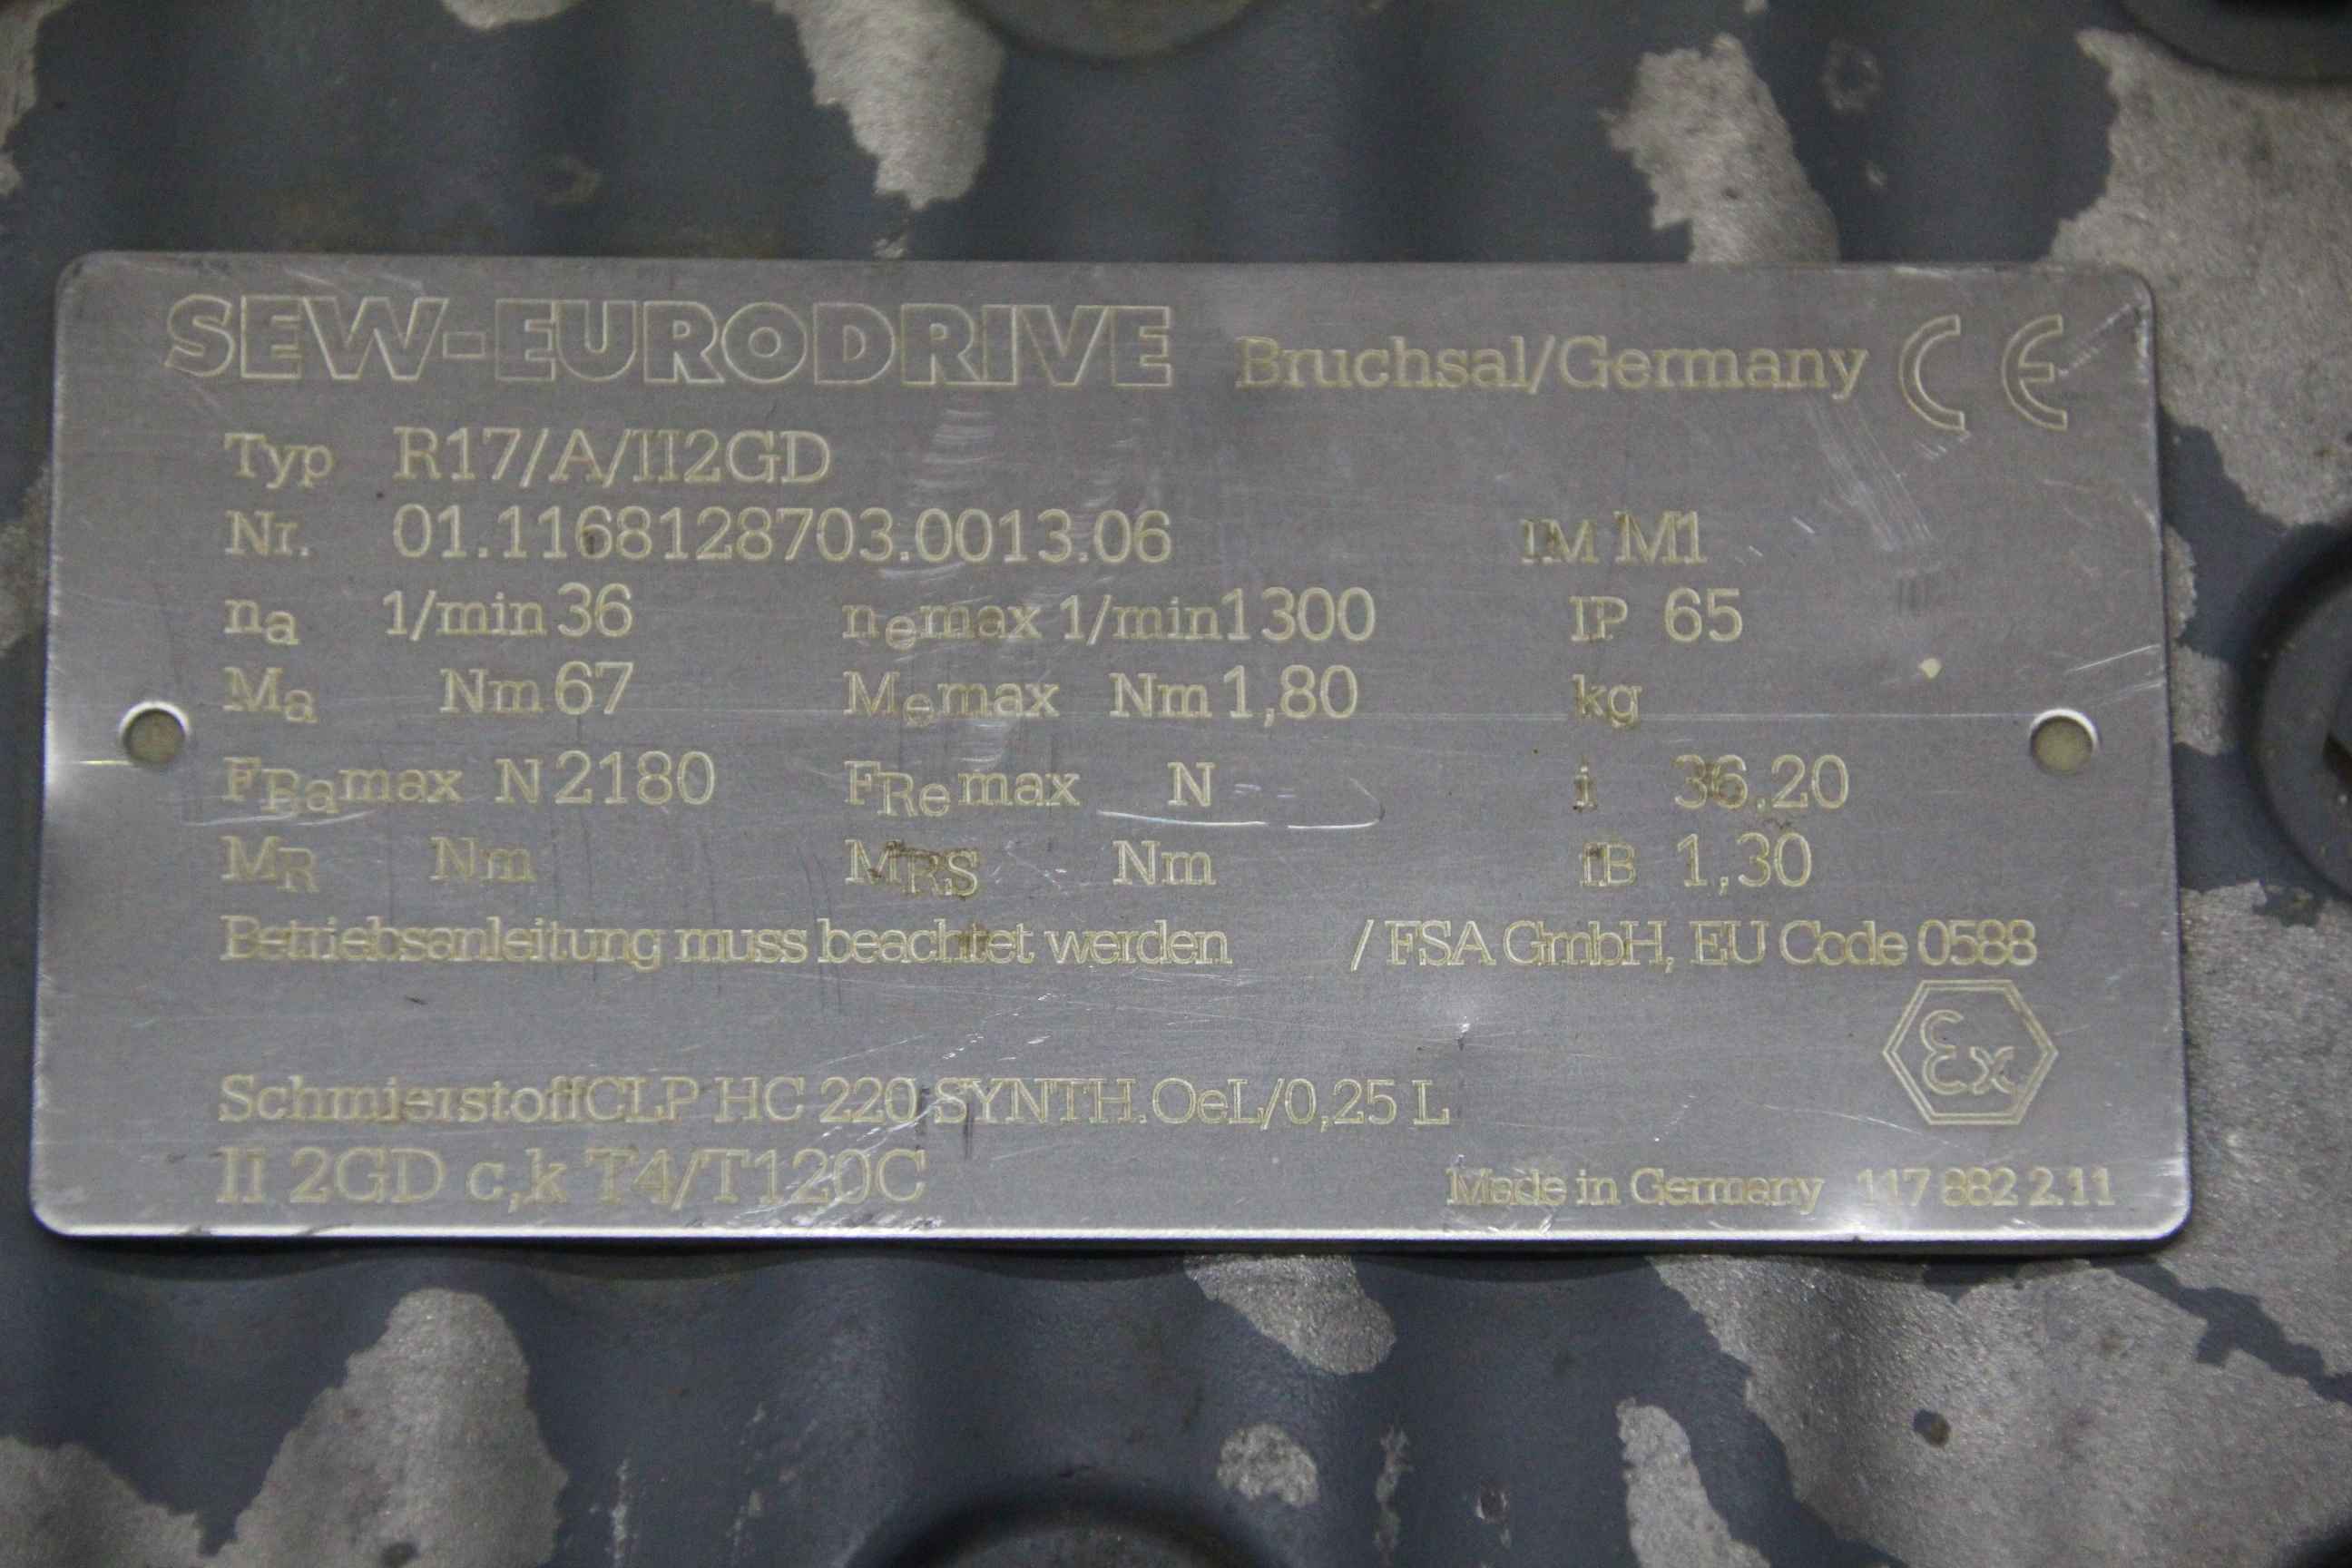 SEW-EURODRIVE Bruchsal/Germany CE
Typ R17/A/II2GD
Nr. 01.1168128703.0013.06 IM M1
na 1/min 36 nemax 1/min 1300 IP 65
Ma Nm 67 Memax Nm 1,80 kg
FRamax N 2180 FRemax N i 36.20
MR Nm MRS Nm fB 1,30
Betriebsanleitung muss beachtet werden / FSA GmbH, EU Code 0588
Ex
Schmierstoff CLP HC 220 SYNTH.OeL/0,25 L
II 2GD c,k T4/T120C
Made in Germany 117 882 2.11